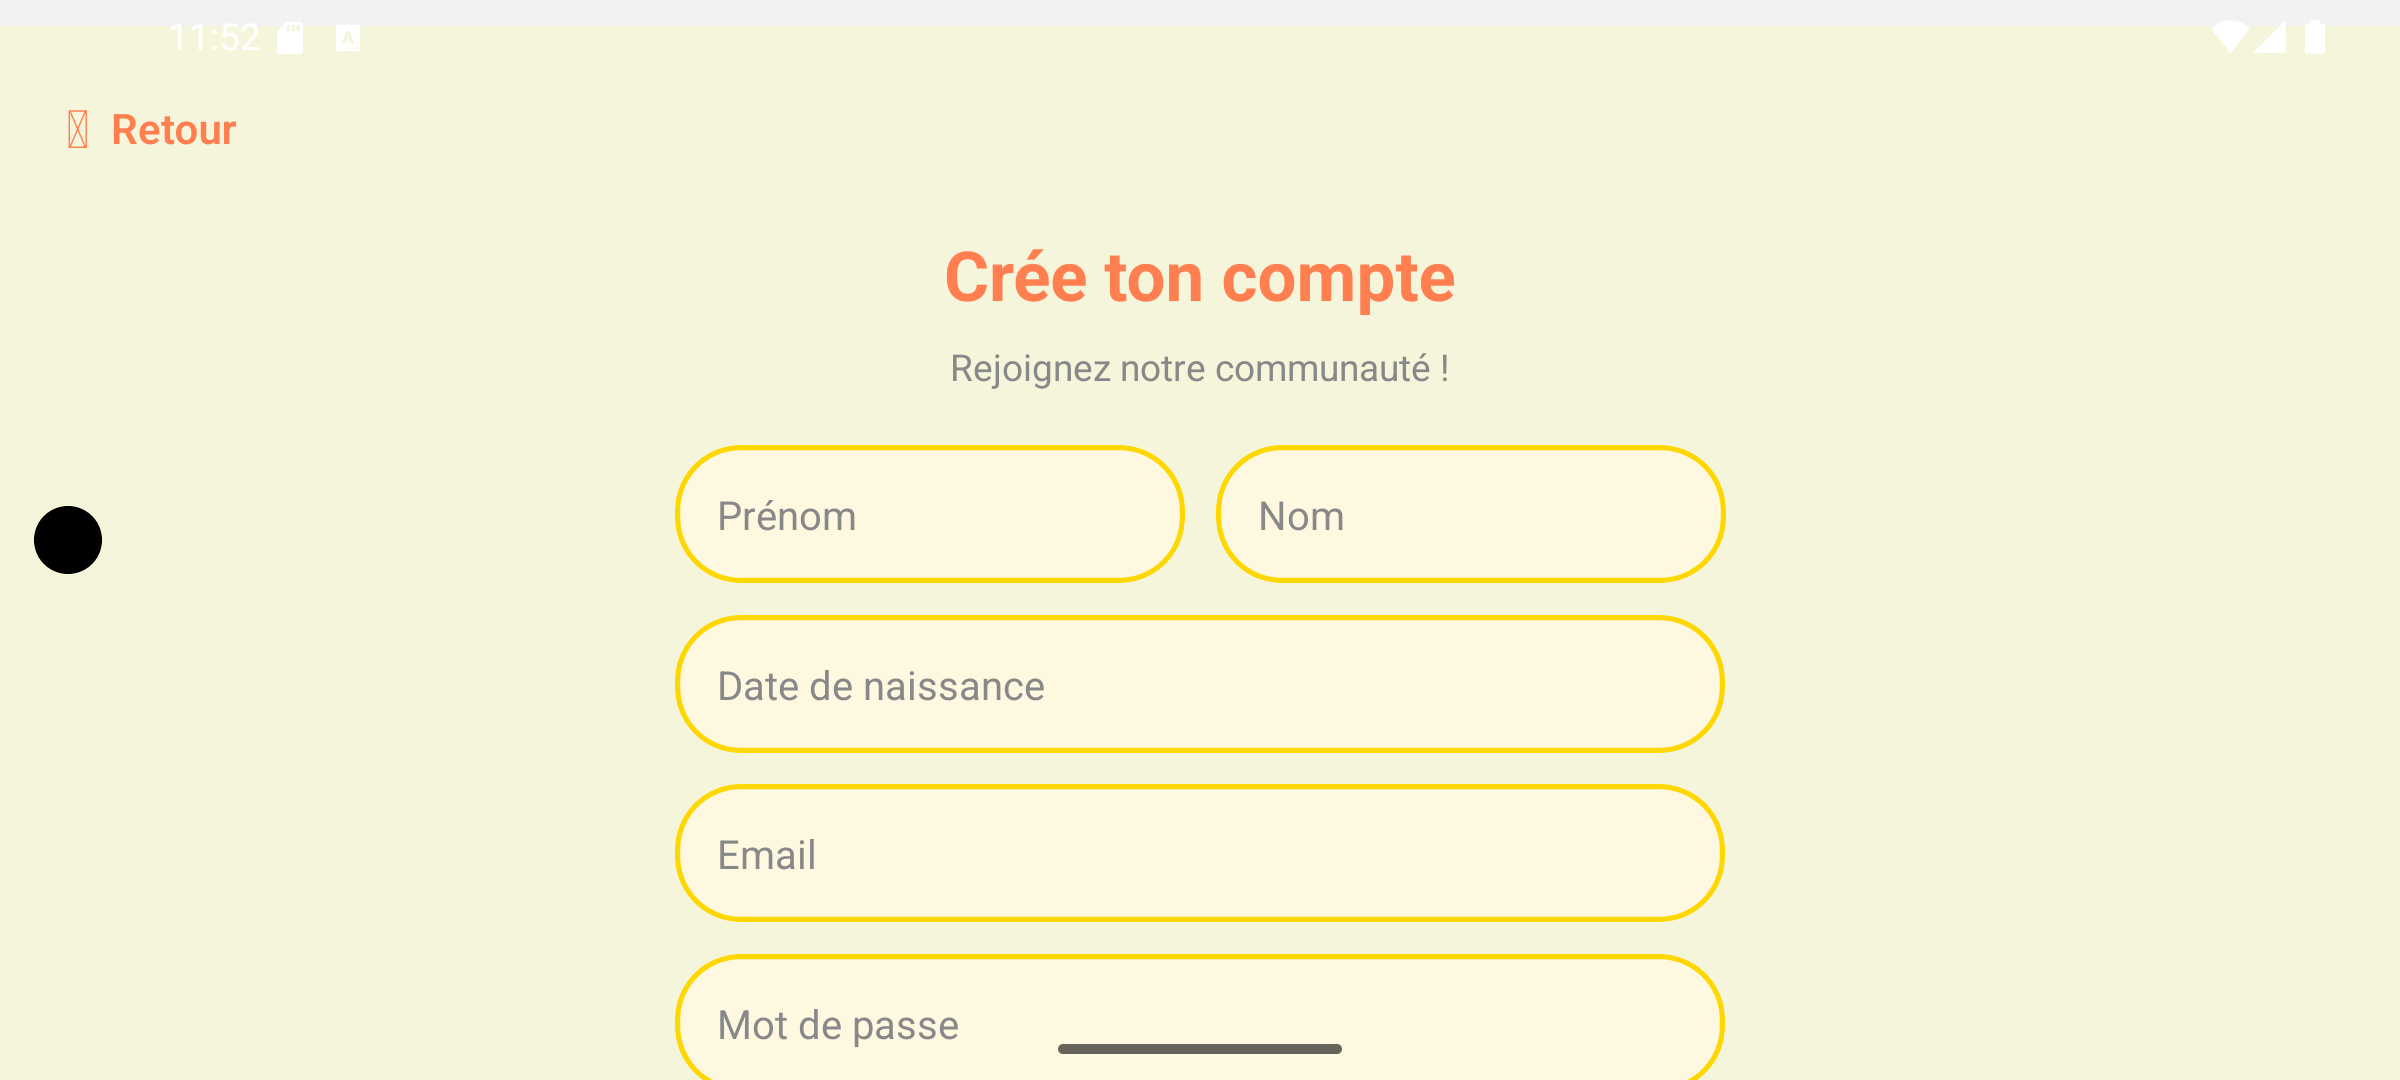 11:52
Retour
Crée ton compte
Rejoignez notre communauté !
Prénom
Nom
Date de naissance
Email
Mot de passe